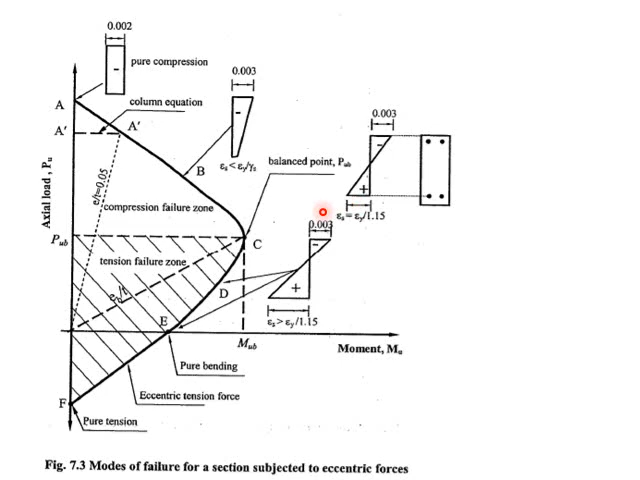 0.002
pure compression
0.003
A
column equation
A'
A'
0.003
B
εs<εy/γs
balanced point, Pub
e/t=0.05
compression failure zone
εs=εy/1.15
0.003
Axial load , Pu
Pub
C
tension failure zone
eb/t
D
E
εs>εy/1.15
Mub
Moment, Mu
Pure bending
Eccentric tension force
F
Pure tension
Fig. 7.3 Modes of failure for a section subjected to eccentric forces